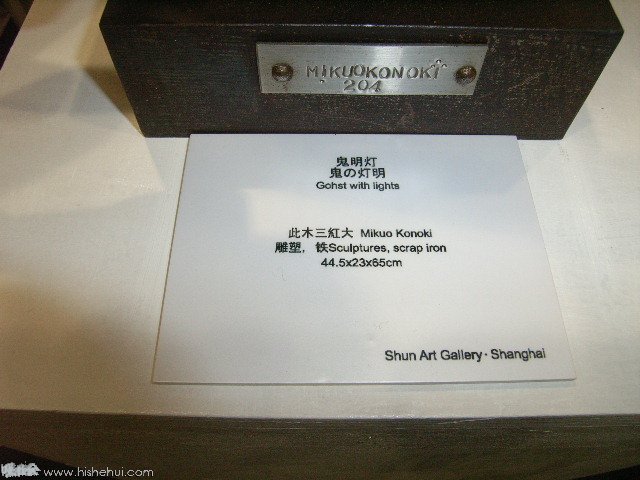 MIKUOKONOKI
204
鬼明灯
鬼の灯明
Gohst with lights
此木三紅大 Mikuo Konoki
雕塑，铁Sculptures, scrap iron
44.5x23x65cm
Shun Art Gallery · Shanghai
www.hishehui.com